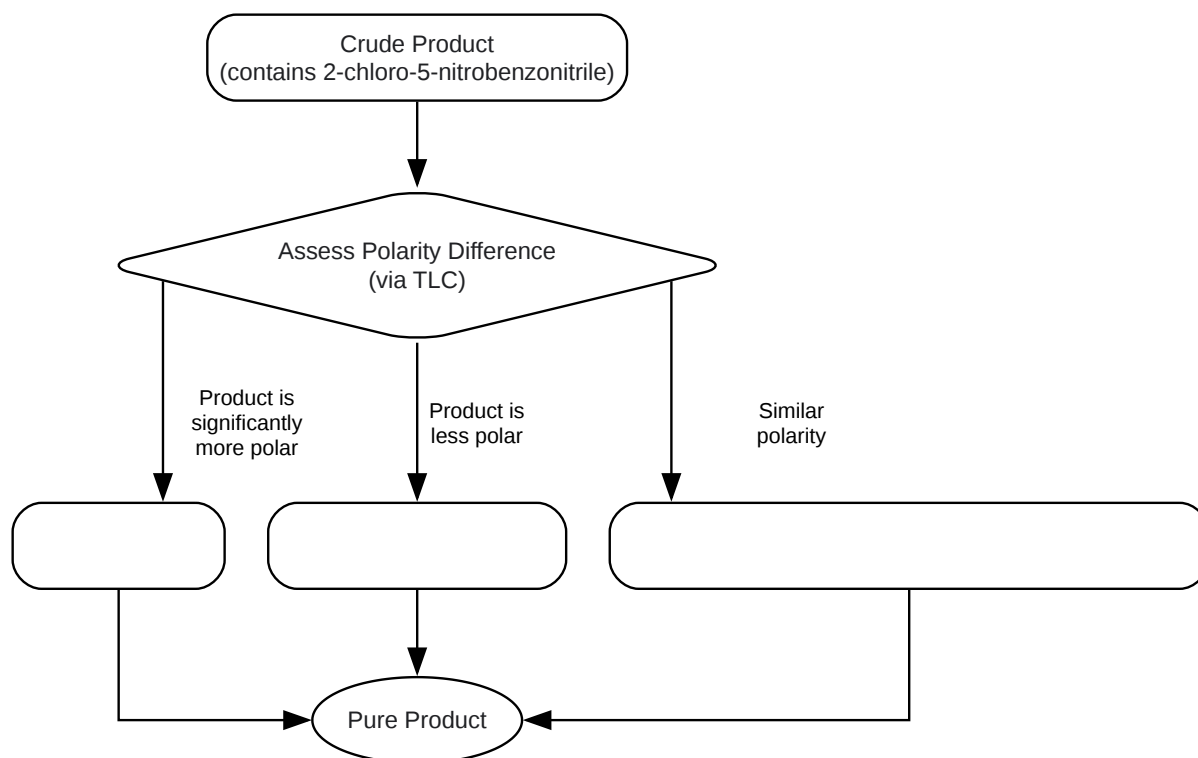 Crude Product
(contains 2-chloro-5-nitrobenzonitrile)
Assess Polarity Difference
(via TLC)
Product is
significantly
more polar
Product is
less polar
Similar
polarity
Pure Product